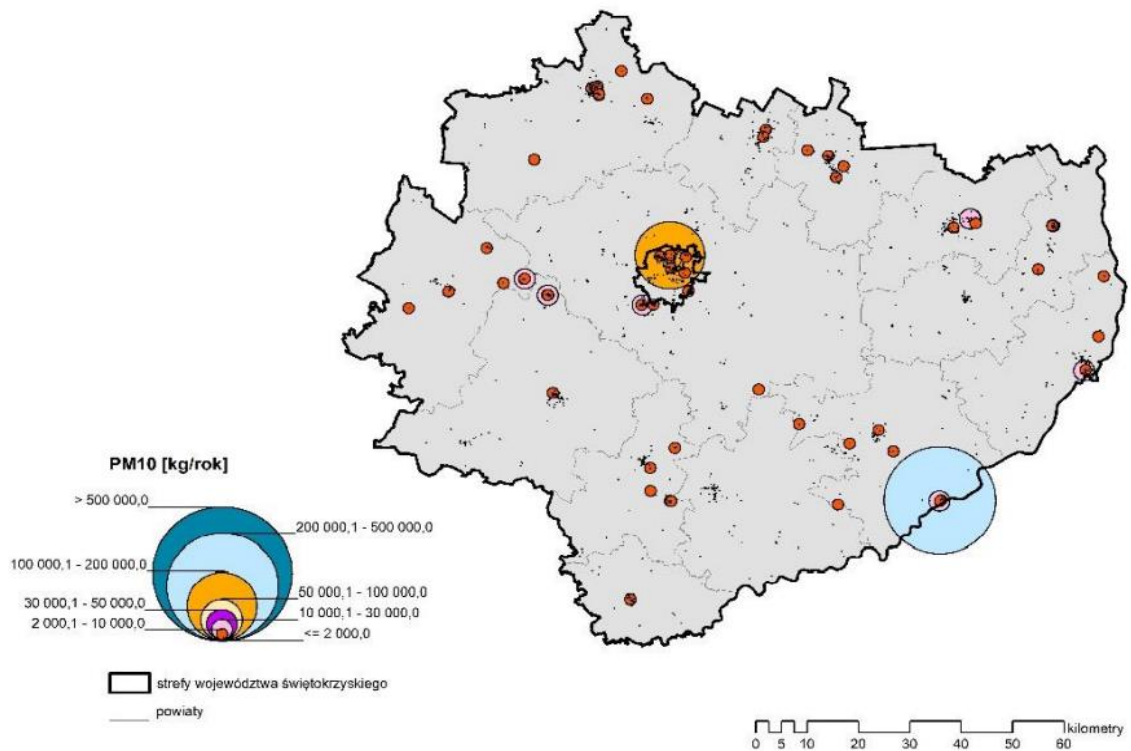 PM10 [kg/rok]
> 500 000,0
200 000,1 - 500 000,0
100 000,1 - 200 000,0
50 000,1 - 100 000,0
30 000,1 - 50 000,0
10 000,1 - 30 000,0
2 000,1 - 10 000,0
<= 2 000,0
strefy województwa świętokrzyskiego
powiaty
kilometry
0 5 10 20 30 40 50 60